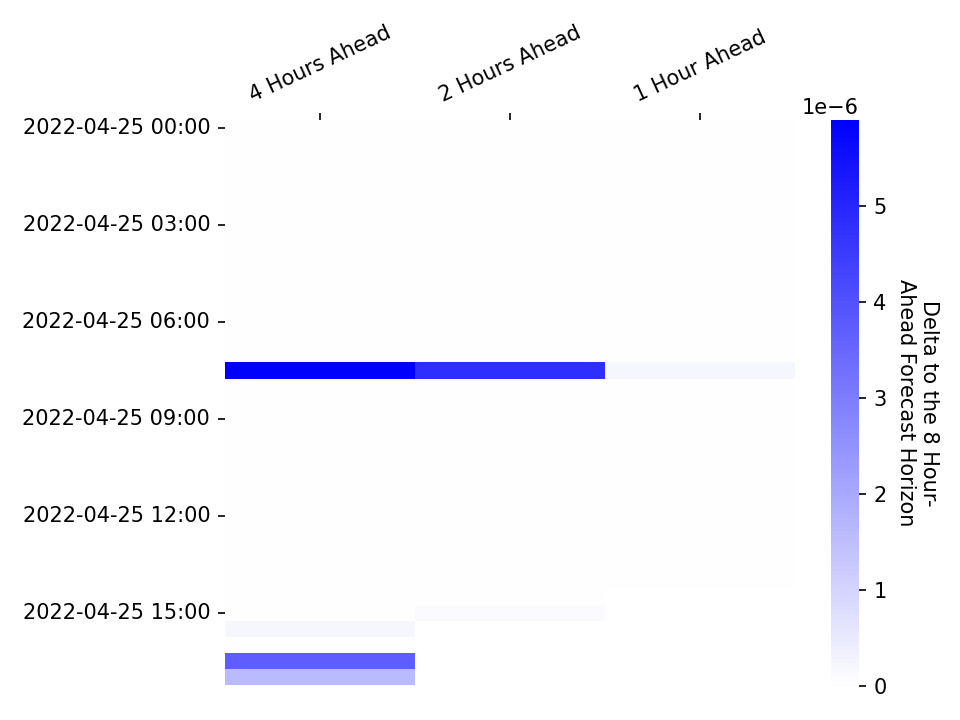 4 Hours Ahead
2 Hours Ahead
1 Hour Ahead
1e−6
2022-04-25 00:00
2022-04-25 03:00
2022-04-25 06:00
2022-04-25 09:00
2022-04-25 12:00
2022-04-25 15:00
5
4
3
2
1
0
Delta to the 8 Hour-
Ahead Forecast Horizon